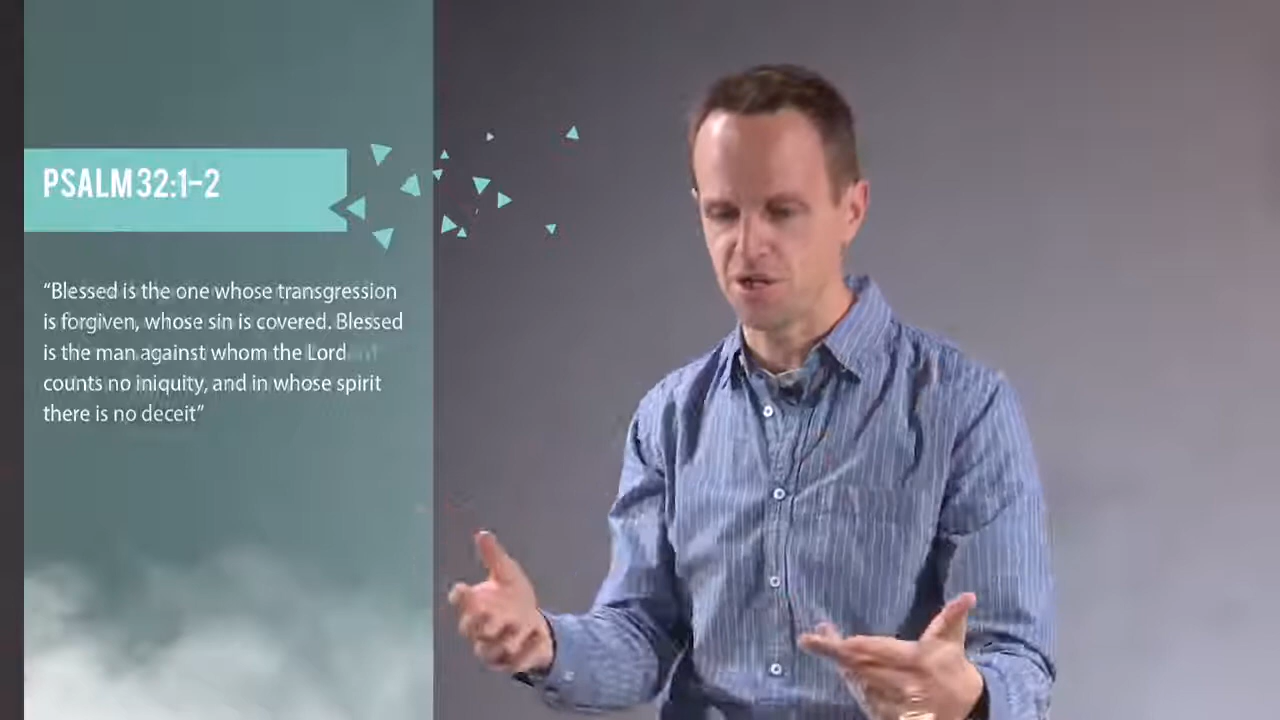 PSALM 32:1–2
“Blessed is the one whose transgression
is forgiven, whose sin is covered. Blessed
is the man against whom the Lord
counts no iniquity, and in whose spirit
there is no deceit”